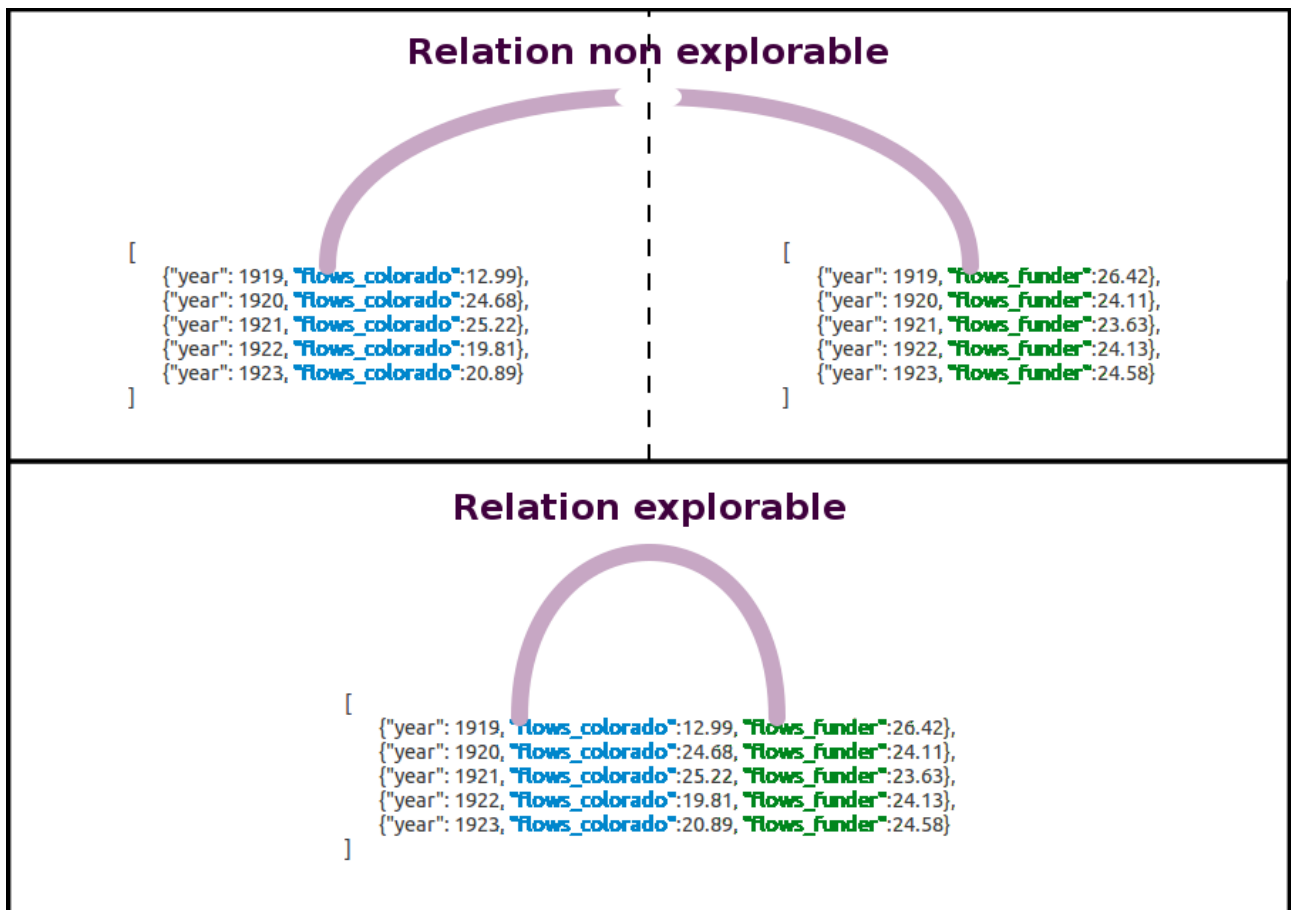 Relation non explorable
[
{"year": 1919, "flows_colorado":12.99},
{"year": 1920, "flows_colorado":24.68},
{"year": 1921, "flows_colorado":25.22},
{"year": 1922, "flows_colorado":19.81},
{"year": 1923, "flows_colorado":20.89}
]
[
{"year": 1919, "flows_funder":26.42},
{"year": 1920, "flows_funder":24.11},
{"year": 1921, "flows_funder":23.63},
{"year": 1922, "flows_funder":24.13},
{"year": 1923, "flows_funder":24.58}
]
Relation explorable
[
{"year": 1919, "flows_colorado":12.99, "flows_funder":26.42},
{"year": 1920, "flows_colorado":24.68, "flows_funder":24.11},
{"year": 1921, "flows_colorado":25.22, "flows_funder":23.63},
{"year": 1922, "flows_colorado":19.81, "flows_funder":24.13},
{"year": 1923, "flows_colorado":20.89, "flows_funder":24.58}
]